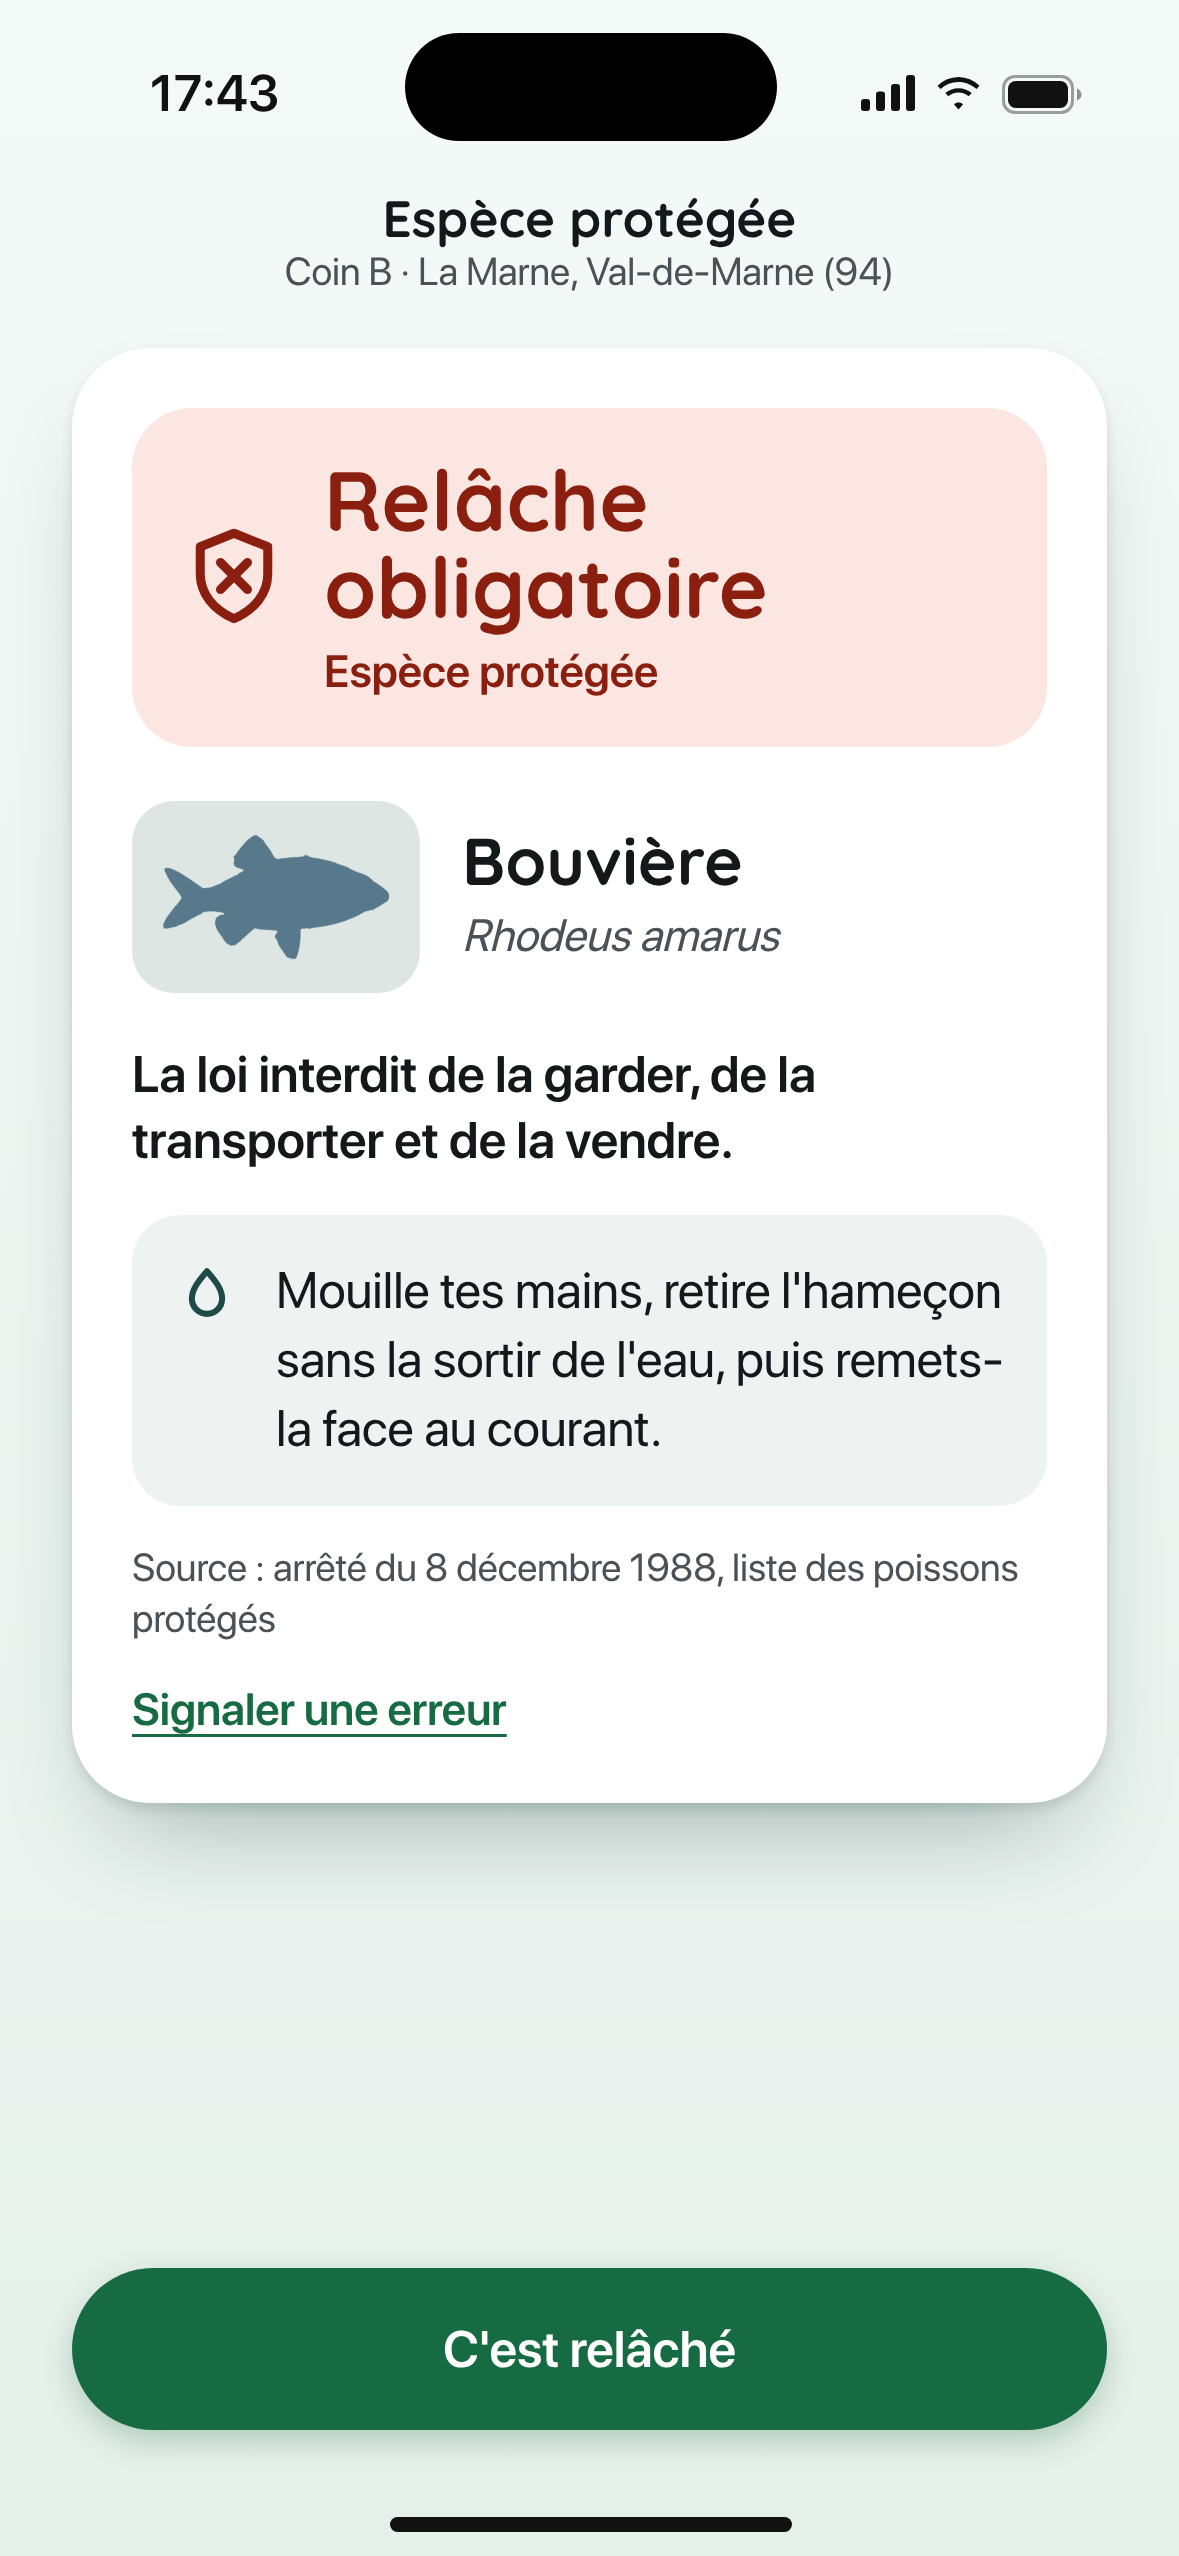 17:43
Espèce protégée
Coin B · La Marne, Val-de-Marne (94)
Relâche
obligatoire
Espèce protégée
Bouvière
Rhodeus amarus
La loi interdit de la garder, de la
transporter et de la vendre.
Mouille tes mains, retire l'hameçon
sans la sortir de l'eau, puis remets-
la face au courant.
Source : arrêté du 8 décembre 1988, liste des poissons
protégés
Signaler une erreur
C'est relâché